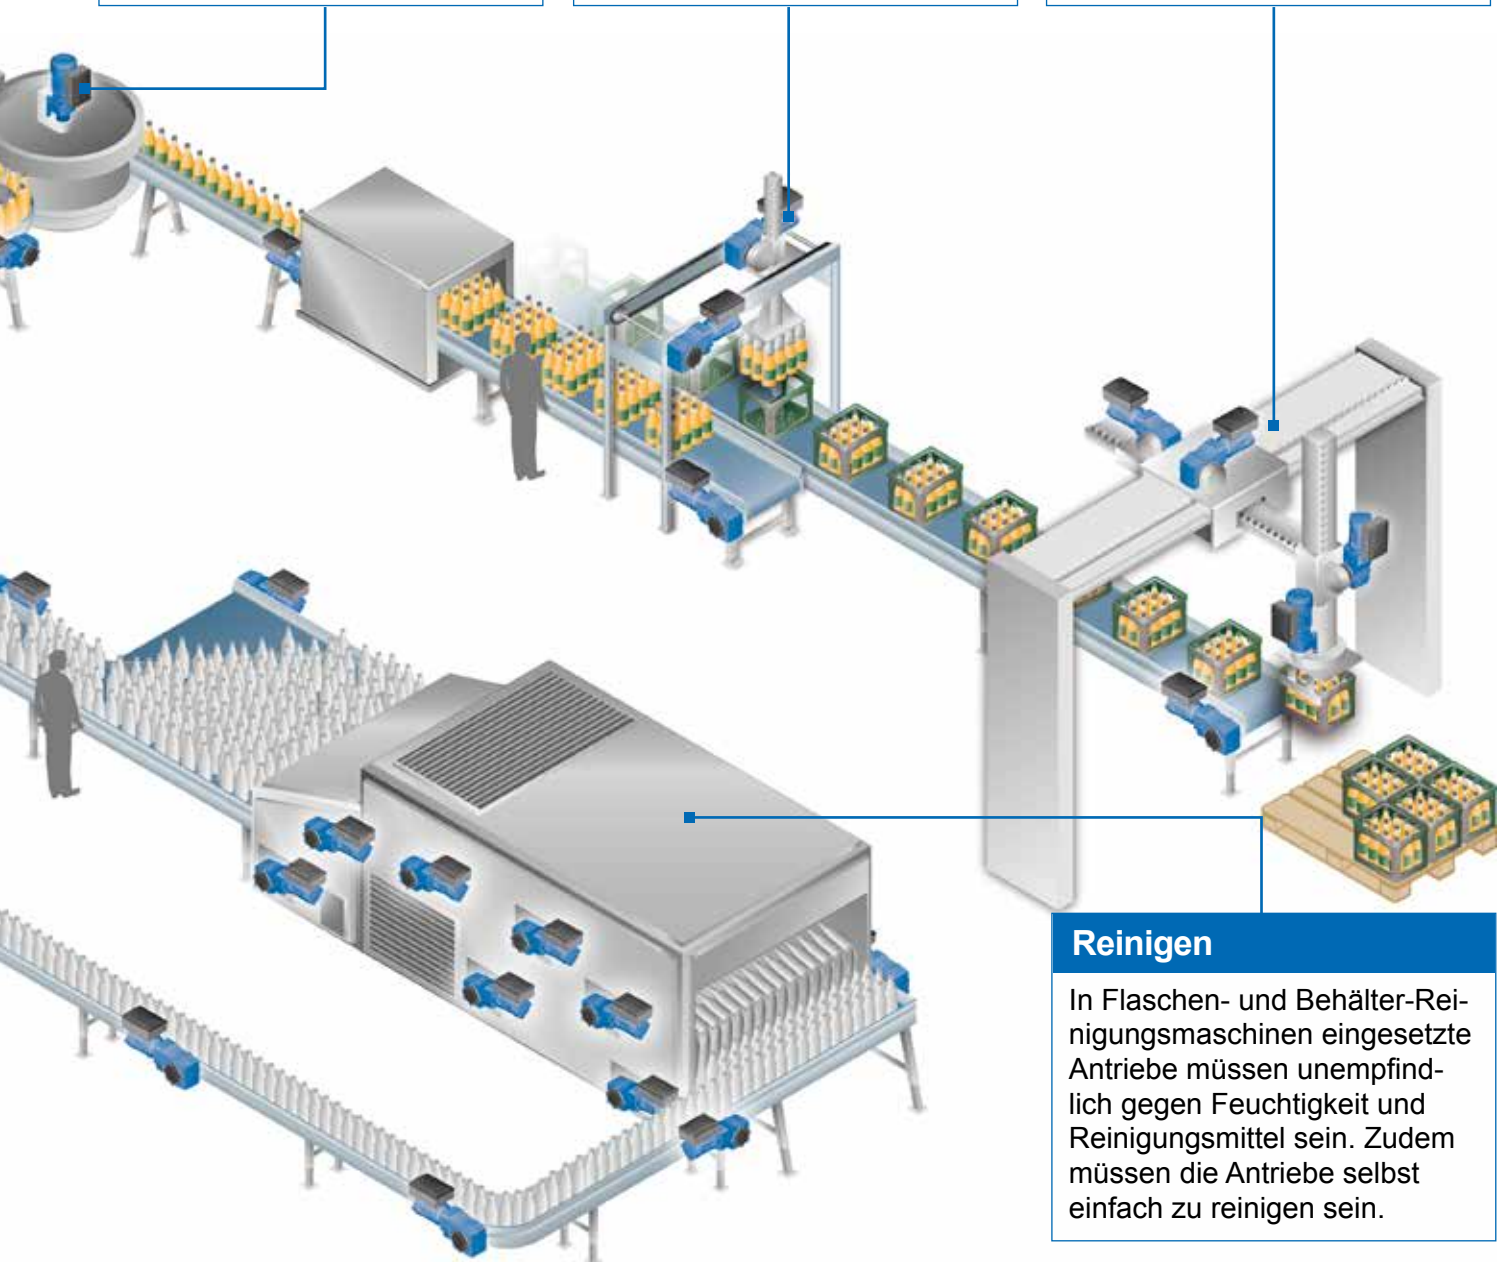 Reinigen
In Flaschen- und Behälter-Rei-
nigungsmaschinen eingesetzte
Antriebe müssen unempfind-
lich gegen Feuchtigkeit und
Reinigungsmittel sein. Zudem
müssen die Antriebe selbst
einfach zu reinigen sein.